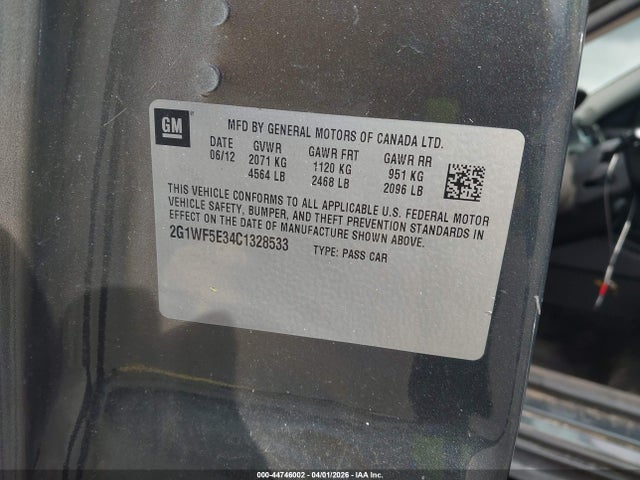 GM
MFD BY GENERAL MOTORS OF CANADA LTD.
DATE GVWR GAWR FRT GAWR RR
06/12 2071 KG 1120 KG 951 KG
4564 LB 2468 LB 2096 LB
THIS VEHICLE CONFORMS TO ALL APPLICABLE U.S. FEDERAL MOTOR
VEHICLE SAFETY, BUMPER, AND THEFT PREVENTION STANDARDS IN
EFFECT ON THE DATE OF MANUFACTURE SHOWN ABOVE.
2G1WF5E34C1328533 TYPE: PASS CAR
000-44746002 - 04/01/2026 - IAA Inc.